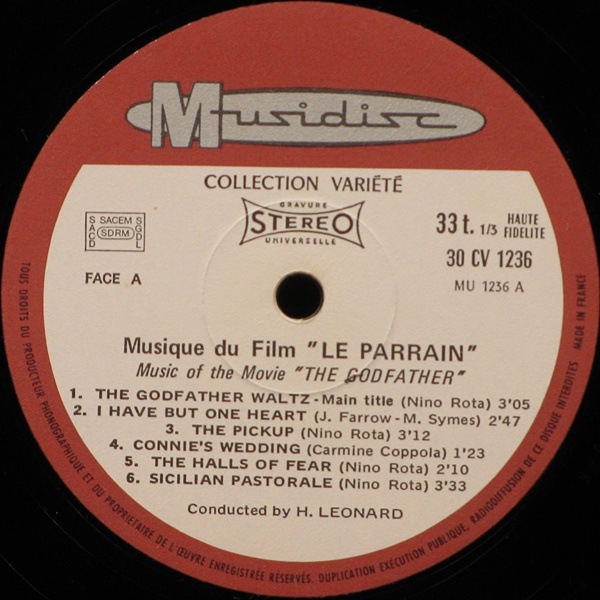 Musidisc
COLLECTION VARIÉTÉ
GRAVURE
STEREO
UNIVERSELLE
SACD
SACEM
SDRM
SGDL
33 t. 1/3 HAUTE FIDELITE
30 CV 1236
MU 1236 A
FACE A
Musique du Film "LE PARRAIN"
Music of the Movie "THE GODFATHER"
1. THE GODFATHER WALTZ - Main title (Nino Rota) 3'05
2. I HAVE BUT ONE HEART (J. Farrow - M. Symes) 2'47
3. THE PICKUP (Nino Rota) 3'12
4. CONNIE'S WEDDING (Carmine Coppola) 1'23
5. THE HALLS OF FEAR (Nino Rota) 2'10
6. SICILIAN PASTORALE (Nino Rota) 3'33
Conducted by H. LEONARD
TOUS DROITS DU PRODUCTEUR PHONOGRAPHIQUE ET DU PROPRIÉTAIRE DE L'ŒUVRE ENREGISTRÉE RÉSERVÉS. DUPLICATION EXÉCUTION PUBLIQUE, RADIODIFFUSION DE CE DISQUE INTERDITES MADE IN FRANCE